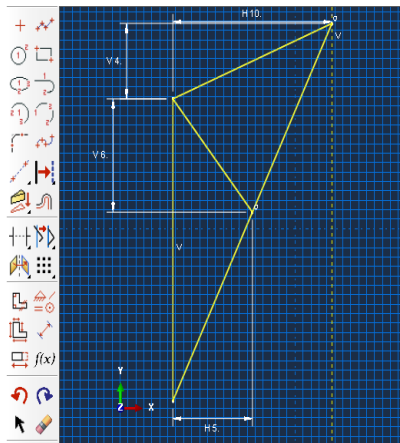 H 10.
V
V 4.
V 6.
V
H 5.
Y
Z X
f(x)